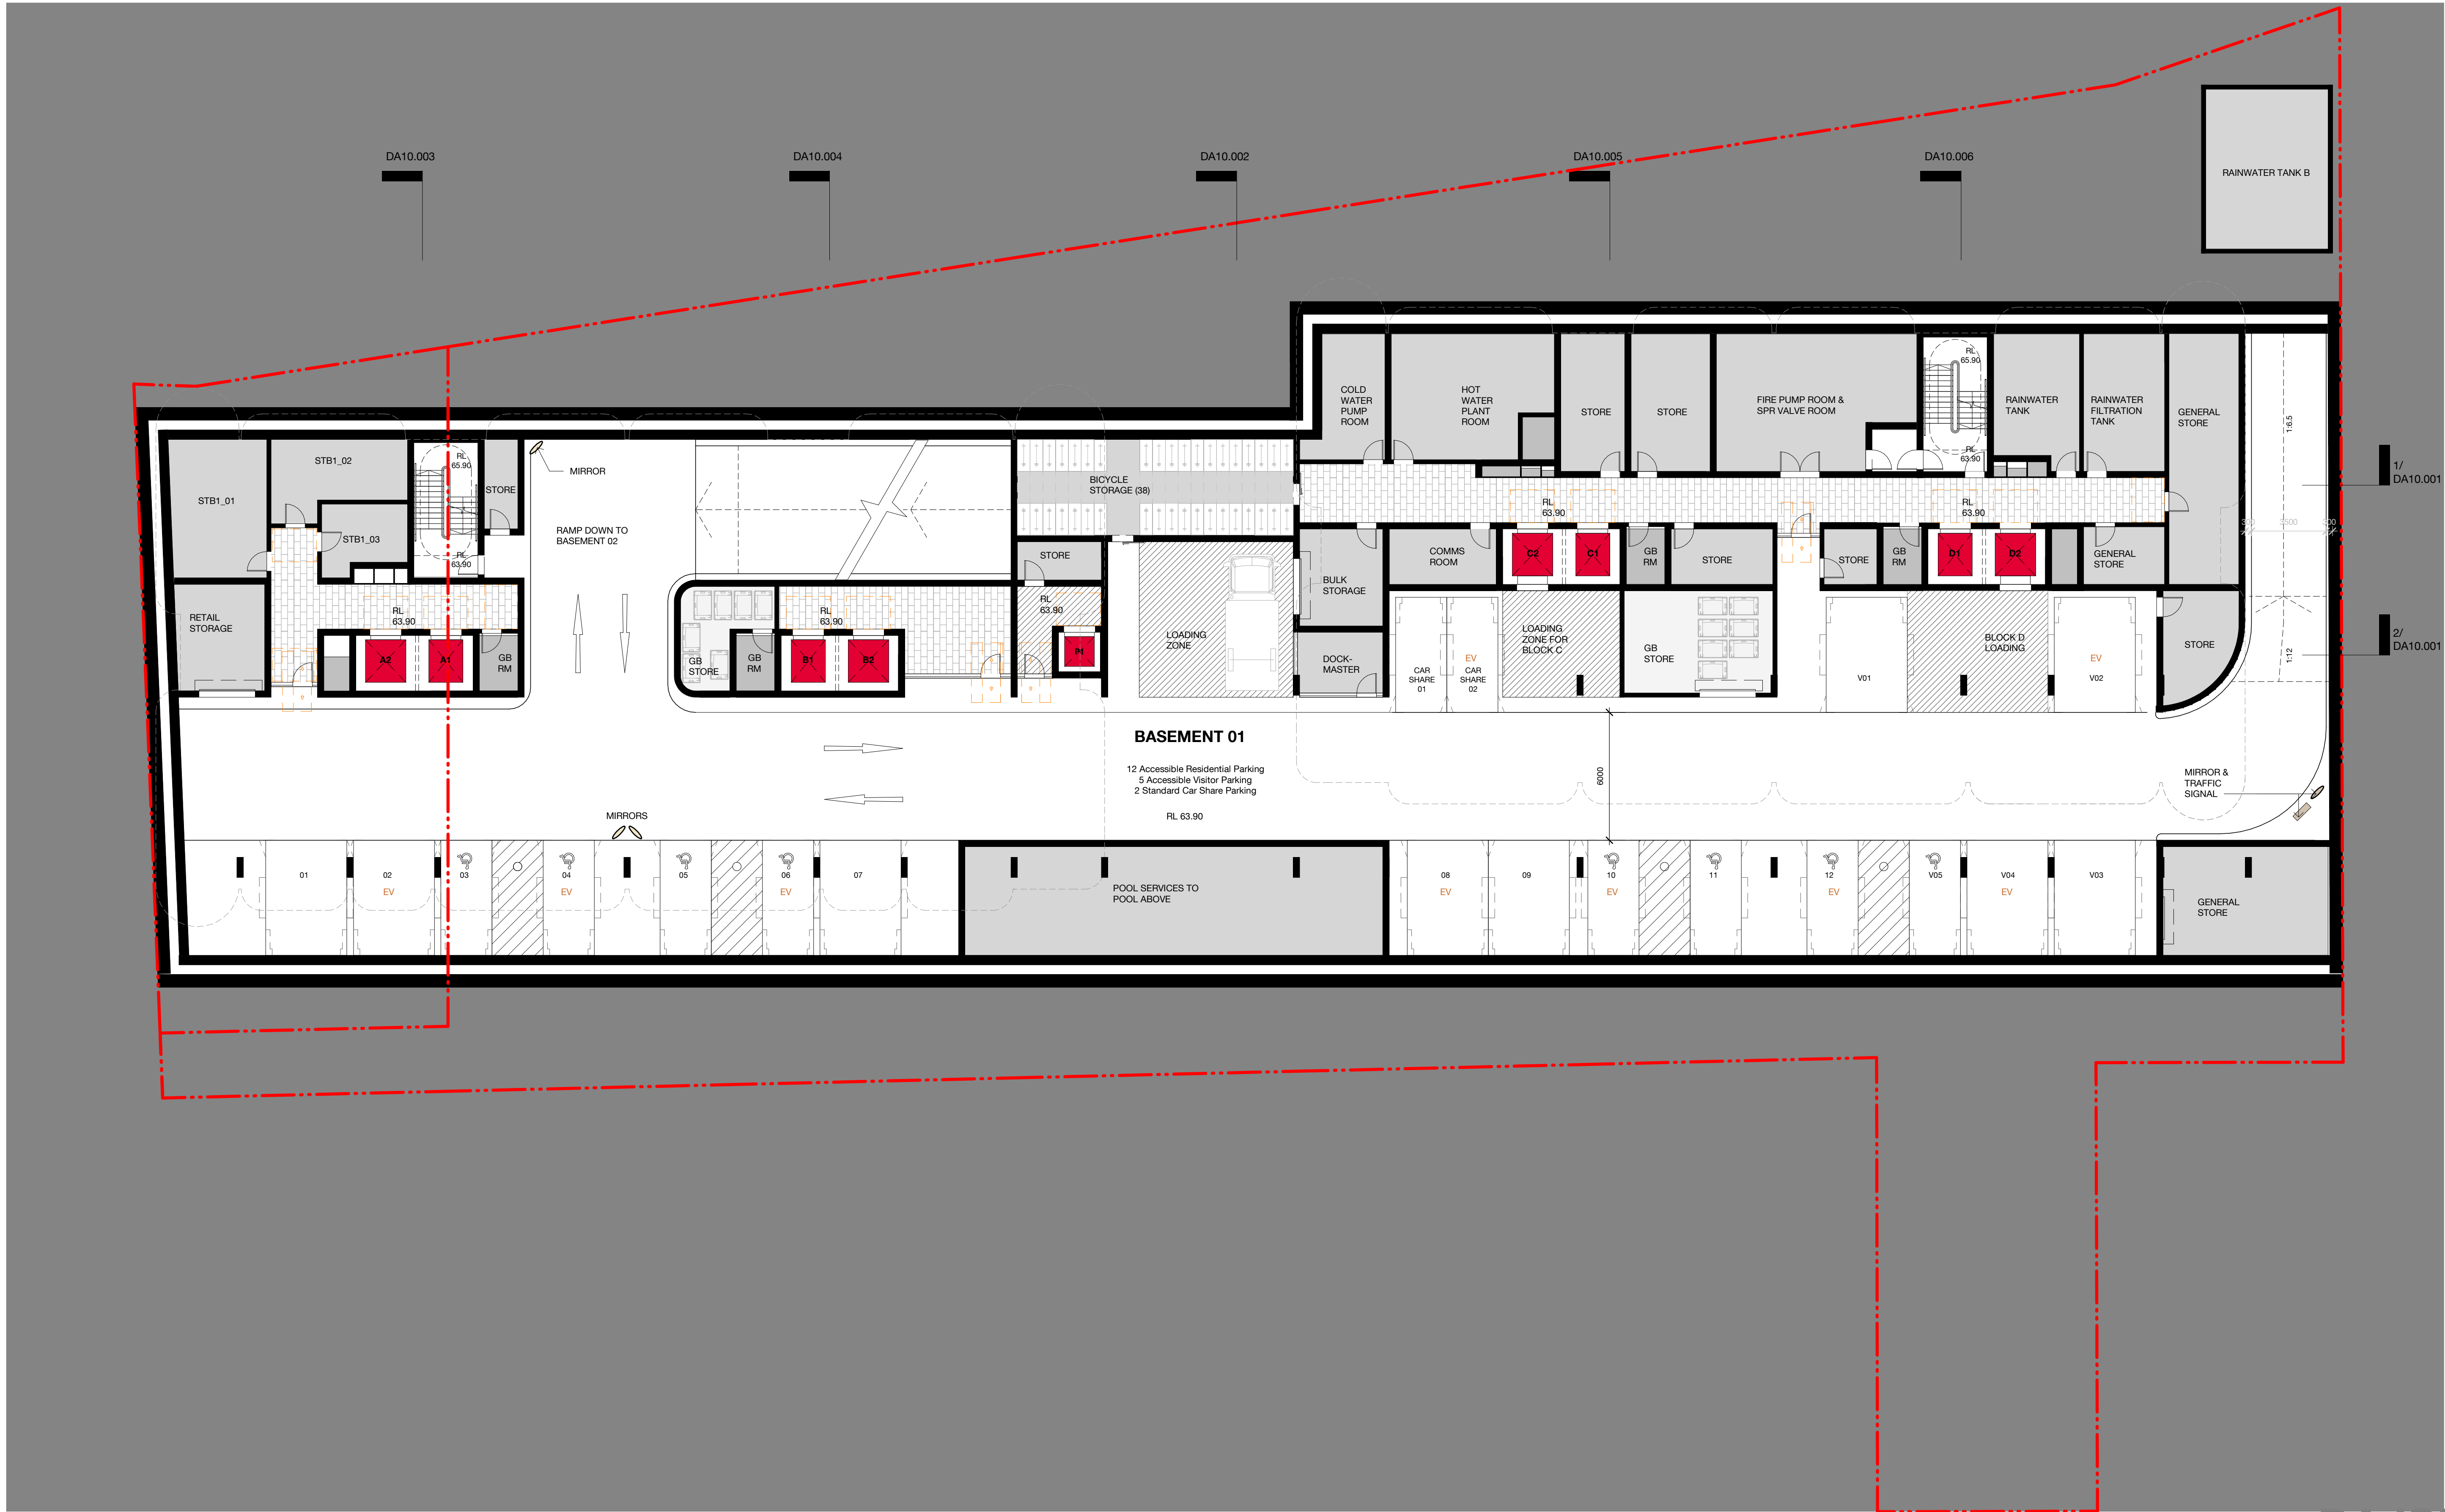 RAINWATER TANK B
DA10.003
DA10.004
DA10.002
DA10.005
DA10.006
COLD
WATER
PUMP
ROOM
HOT
WATER
PLANT
ROOM
STORE
STORE
FIRE PUMP ROOM &
SPR VALVE ROOM
RL
65.90
RL
63.90
RAINWATER
TANK
RAINWATER
FILTRATION
TANK
GENERAL
STORE
1:6.5
1/
DA10.001
STB1_01
STB1_02
STB1_03
RL
65.90
RL
63.90
STORE
MIRROR
RAMP DOWN TO
BASEMENT 02
BICYCLE
STORAGE (38)
RL
63.90
RL
63.90
300
3500
300
STORE
BULK
STORAGE
COMMS
ROOM
C2
C1
GB
RM
STORE
STORE
GB
RM
D1
D2
GENERAL
STORE
RETAIL
STORAGE
RL
63.90
A2
A1
GB
RM
GB
STORE
GB
RM
RL
63.90
B1
B2
RL
63.90
P1
LOADING
ZONE
DOCK-
MASTER
CAR
SHARE
01
EV
CAR
SHARE
02
LOADING
ZONE FOR
BLOCK C
GB
STORE
V01
BLOCK D
LOADING
EV
V02
STORE
1:12
2/
DA10.001
BASEMENT 01
12 Accessible Residential Parking
5 Accessible Visitor Parking
2 Standard Car Share Parking
RL 63.90
6000
MIRROR &
TRAFFIC
SIGNAL
MIRRORS
01
02
EV
03
04
EV
05
06
EV
07
POOL SERVICES TO
POOL ABOVE
08
EV
09
10
EV
11
12
EV
V05
V04
EV
V03
GENERAL
STORE